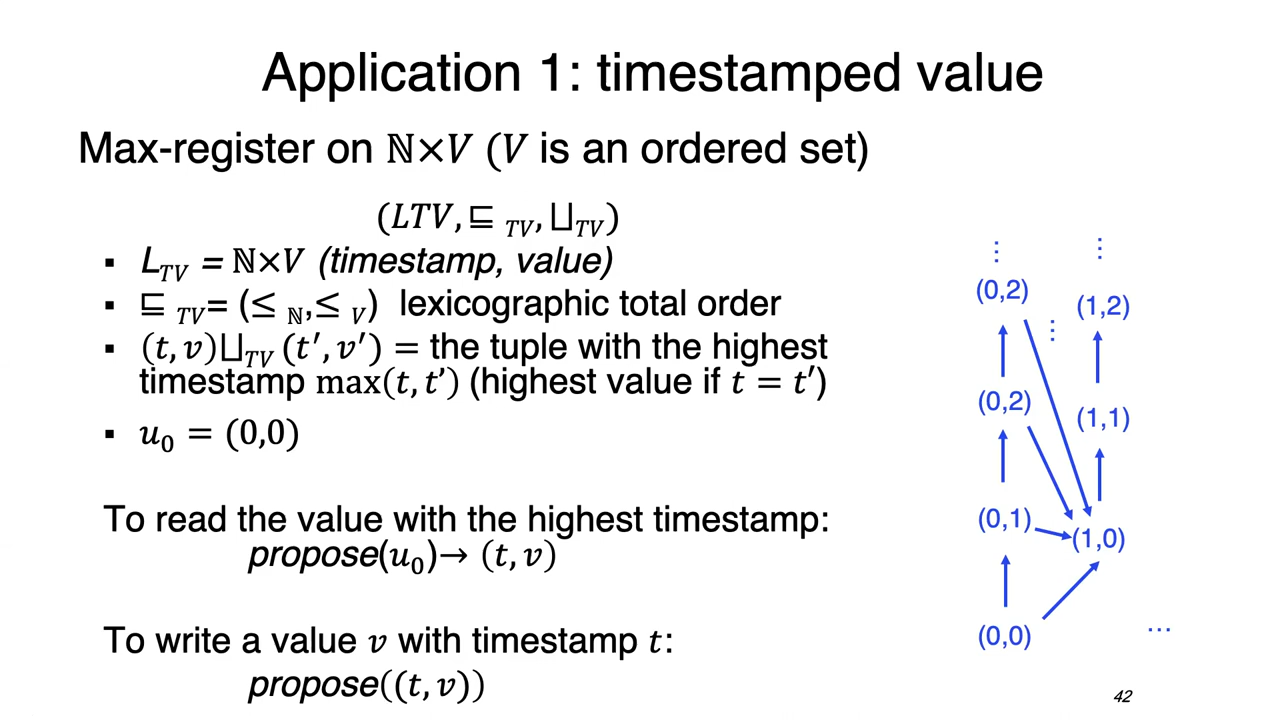 Application 1: timestamped value
Max-register on ℕ×V (V is an ordered set)
(LTV, ⊑ TV, ⊔TV)
▪ LTV = ℕ×V (timestamp, value)
▪ ⊑ TV= (≤ ℕ,≤ V) lexicographic total order
▪ (t, v)⊔TV (t′, v′) = the tuple with the highest
timestamp max(t, t’) (highest value if t = t′)
▪ u0 = (0,0)
To read the value with the highest timestamp:
propose(u0)→ (t, v)
To write a value v with timestamp t:
propose((t, v))
⋮ ⋮
(0,2) (1,2)
⋮
(0,2) (1,1)
(0,1) (1,0)
(0,0) …
42